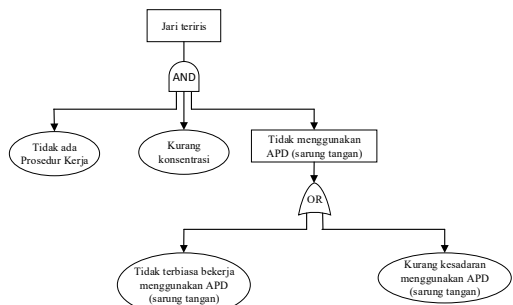 Jari teriris
AND
Tidak ada
Prosedur Kerja
Kurang
konsentrasi
Tidak menggunakan
APD (sarung tangan)
OR
Tidak terbiasa bekerja
menggunakan APD
(sarung tangan)
Kurang kesadaran
menggunakan APD
(sarung tangan)